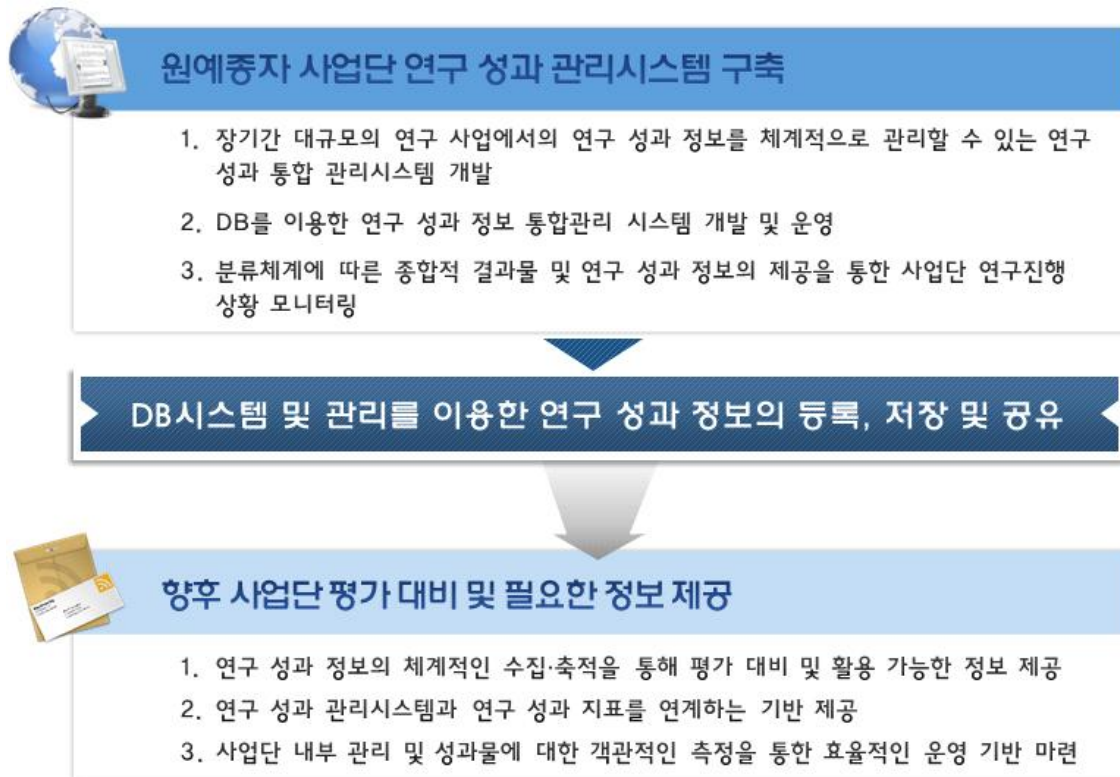 원예종자 사업단 연구 성과 관리시스템 구축
1. 장기간 대규모의 연구 사업에서의 연구 성과 정보를 체계적으로 관리할 수 있는 연구
성과 통합 관리시스템 개발
2. DB를 이용한 연구 성과 정보 통합관리 시스템 개발 및 운영
3. 분류체계에 따른 종합적 결과물 및 연구 성과 정보의 제공을 통한 사업단 연구진행
상황 모니터링
DB시스템 및 관리를 이용한 연구 성과 정보의 등록, 저장 및 공유
향후 사업단 평가 대비 및 필요한 정보 제공
1. 연구 성과 정보의 체계적인 수집·축적을 통해 평가 대비 및 활용 가능한 정보 제공
2. 연구 성과 관리시스템과 연구 성과 지표를 연계하는 기반 제공
3. 사업단 내부 관리 및 성과물에 대한 객관적인 측정을 통한 효율적인 운영 기반 마련